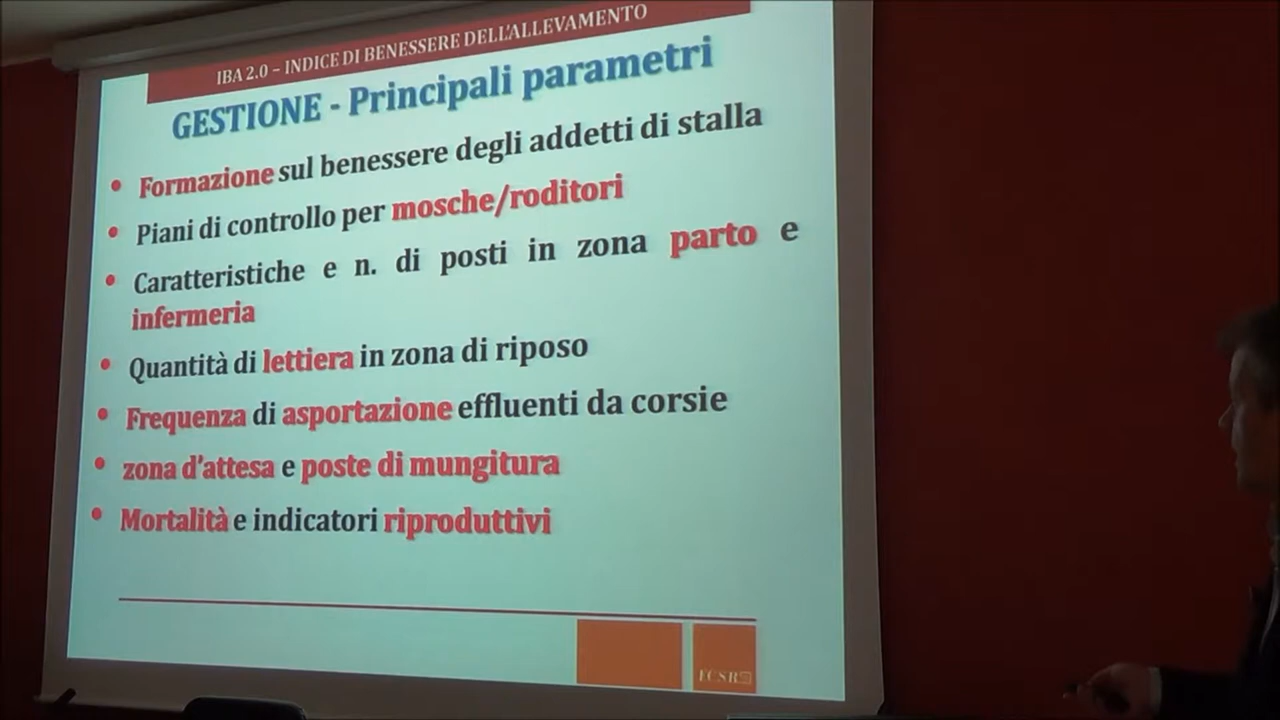 IBA 2.0 – INDICE DI BENESSERE DELL'ALLEVAMENTO
GESTIONE - Principali parametri
• Formazione sul benessere degli addetti di stalla
• Piani di controllo per mosche/roditori
• Caratteristiche e n. di posti in zona parto e
infermeria
• Quantità di lettiera in zona di riposo
• Frequenza di asportazione effluenti da corsie
• zona d'attesa e poste di mungitura
• Mortalità e indicatori riproduttivi